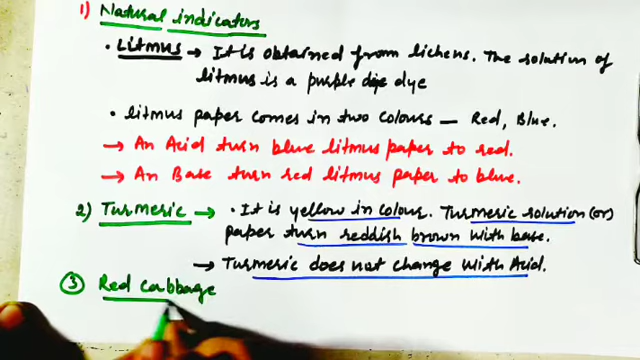 1) Natural indicators
• Litmus → It is obtained from lichens. The solution of
litmus is a purple dye
• litmus paper comes in two colours — Red, Blue.
→ An Acid turn blue litmus paper to red.
→ An Base turn red litmus paper to blue.
2) Turmeric → • It is yellow in colour. Turmeric solution (or)
paper turn reddish brown with base.
→ Turmeric does not change with Acid.
③ Red cabbage